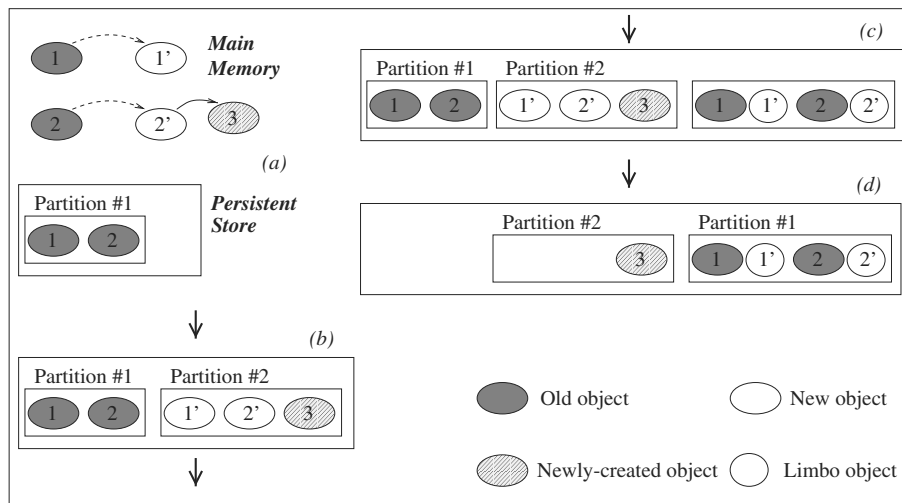 1 1' Main
Memory
2 2' 3
(a)
Partition #1 Persistent
Store
1 2
(b)
Partition #1 Partition #2
1 2 1' 2' 3
(c)
Partition #1 Partition #2
1 2 1' 2' 3 1 1' 2 2'
(d)
Partition #2 Partition #1
3 1 1' 2 2'
Old object New object
Newly-created object Limbo object